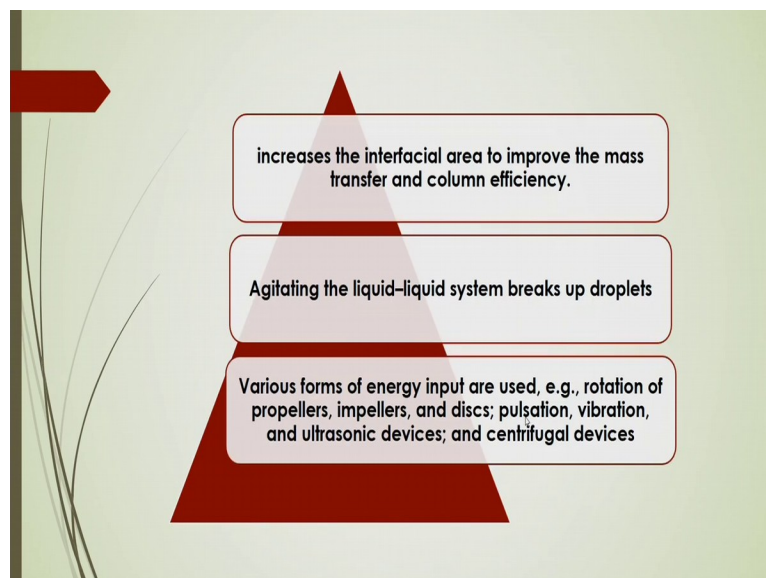 increases the interfacial area to improve the mass
transfer and column efficiency.
Agitating the liquid–liquid system breaks up droplets
Various forms of energy input are used, e.g., rotation of
propellers, impellers, and discs; pulsation, vibration,
and ultrasonic devices; and centrifugal devices